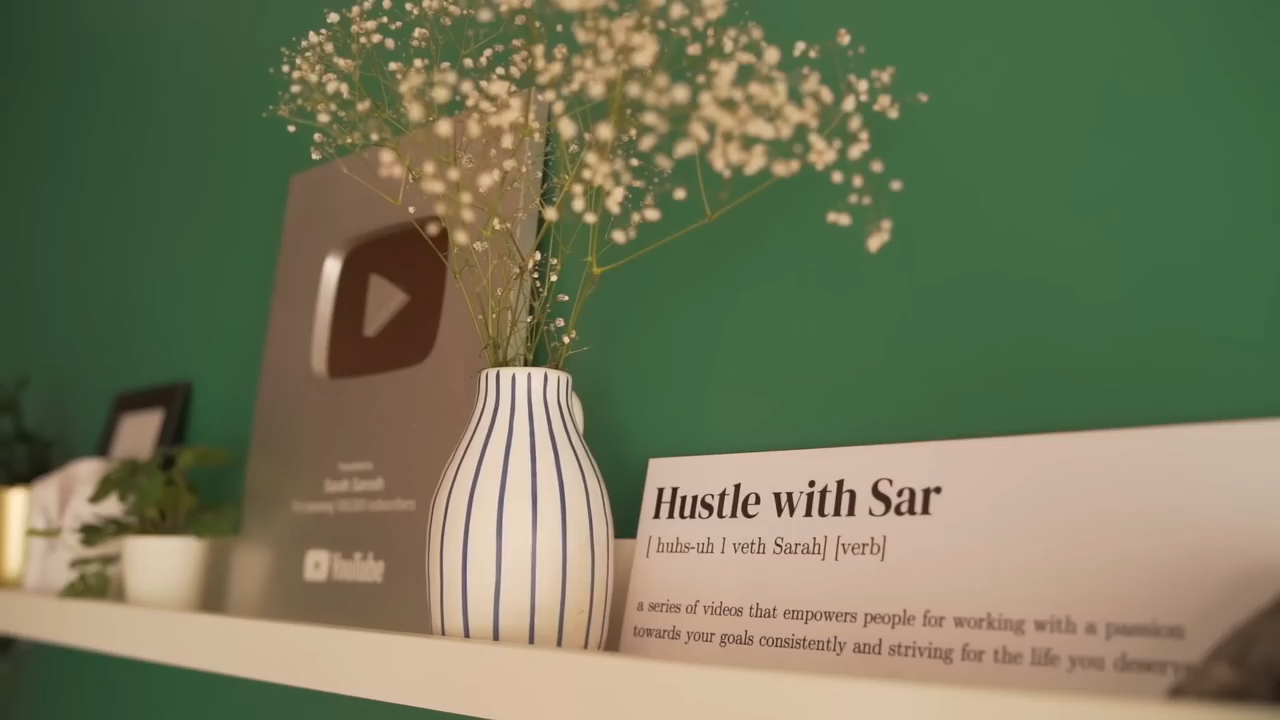 Sarah
YouTube
Hustle with Sar
[ huhs-uh l veth Sarah] [verb]
a series of videos that empowers people for working with a passion
towards your goals consistently and striving for the life you